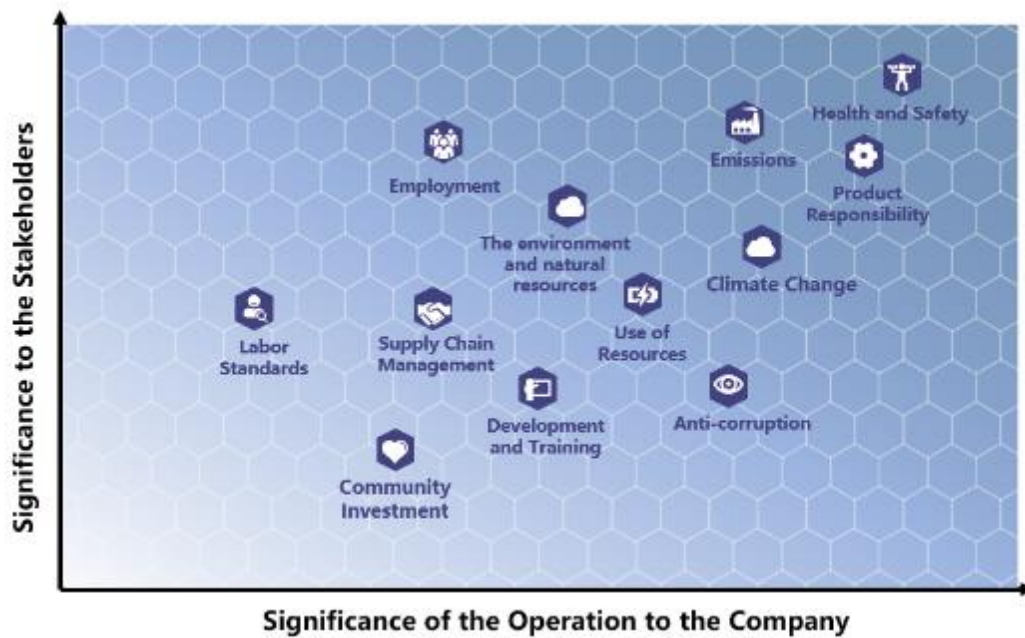 Significance to the Stakeholders
Health and Safety
Emissions
Employment
Product
Responsibility
The environment
and natural
resources
Climate Change
Labor
Standards
Supply Chain
Management
Use of
Resources
Development
and Training
Anti-corruption
Community
Investment
Significance of the Operation to the Company